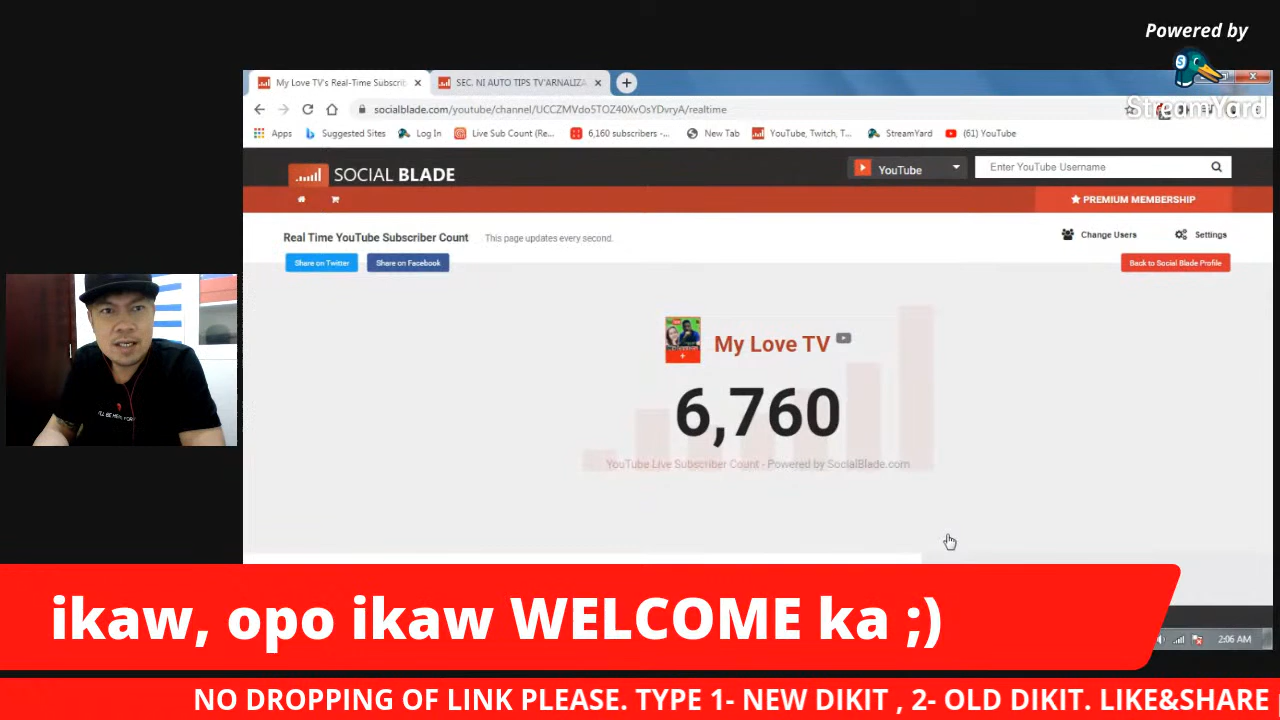 Powered by
StreamYard
My Love TV's Real-Time Subscrib
SEC. NI AUTO TIPS TV'ARNALIZA
socialblade.com/youtube/channel/UCCZMVdo5TOZ40XvOsYDvryA/realtime
Apps Suggested Sites Log In Live Sub Count (Re... 6,160 subscribers -... New Tab YouTube, Twitch, T... StreamYard (61) YouTube
SOCIAL BLADE
YouTube
Enter YouTube Username
PREMIUM MEMBERSHIP
Real Time YouTube Subscriber Count
This page updates every second.
Change Users
Settings
Share on Twitter
Share on Facebook
Back to Social Blade Profile
My Love TV
6,760
YouTube Live Subscriber Count - Powered by SocialBlade.com
ikaw, opo ikaw WELCOME ka ;)
2:06 AM
NO DROPPING OF LINK PLEASE. TYPE 1- NEW DIKIT , 2- OLD DIKIT. LIKE&SHARE